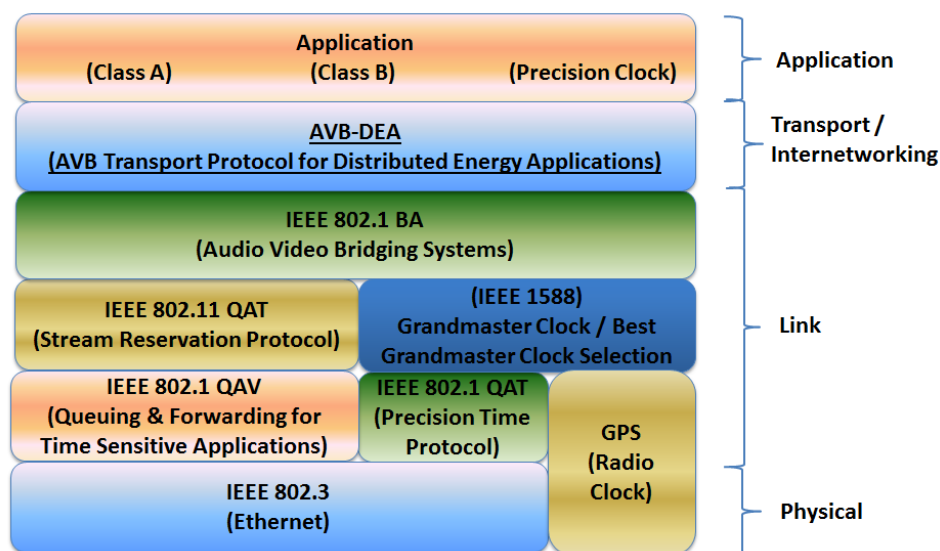 Application
(Class A) (Class B) (Precision Clock)
Application
AVB-DEA
(AVB Transport Protocol for Distributed Energy Applications)
Transport /
Internetworking
IEEE 802.1 BA
(Audio Video Bridging Systems)
IEEE 802.11 QAT
(Stream Reservation Protocol)
(IEEE 1588)
Grandmaster Clock / Best
Grandmaster Clock Selection
Link
IEEE 802.1 QAV
(Queuing & Forwarding for
Time Sensitive Applications)
IEEE 802.1 QAT
(Precision Time
Protocol)
GPS
(Radio
Clock)
IEEE 802.3
(Ethernet)
Physical